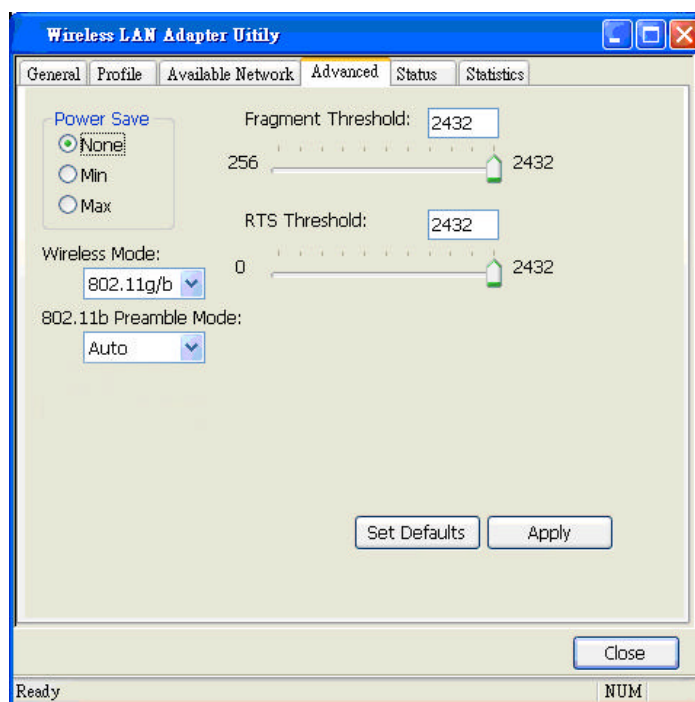 Wireless LAN Adapter Uitily
General Profile Available Network Advanced Status Statistics
Power Save
None
Min
Max
Fragment Threshold: 2432
256 2432
RTS Threshold: 2432
0 2432
Wireless Mode:
802.11g/b
802.11b Preamble Mode:
Auto
Set Defaults Apply
Close
Ready NUM